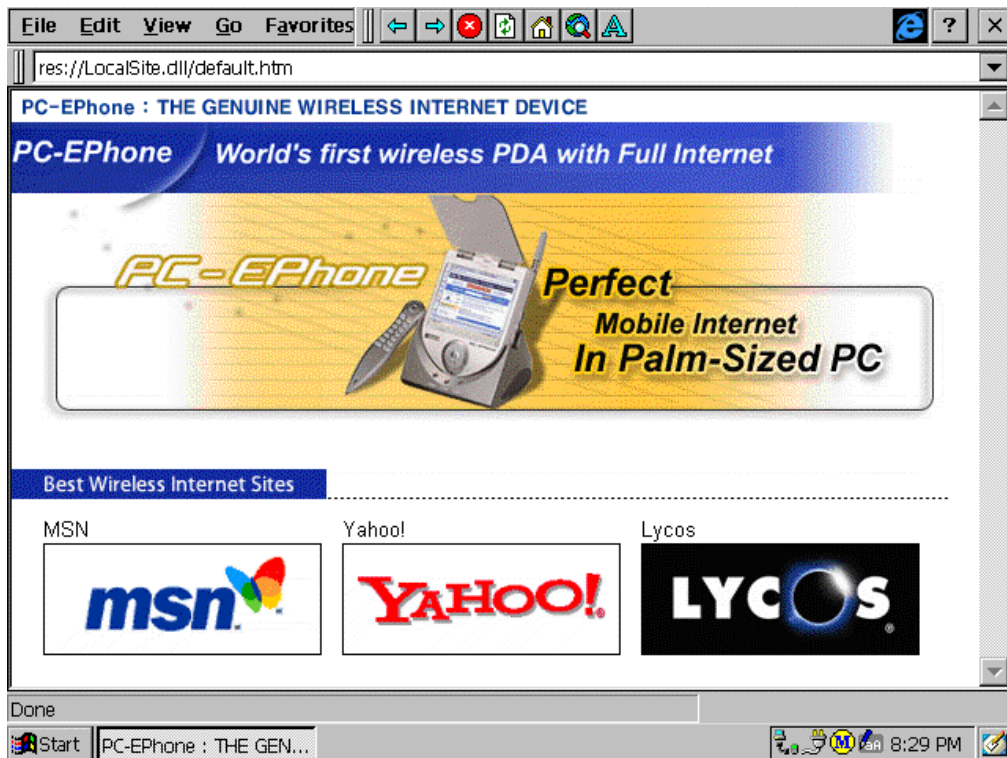 File Edit View Go Favorites
?
res://LocalSite.dll/default.htm
PC-EPhone : THE GENUINE WIRELESS INTERNET DEVICE
PC-EPhone World's first wireless PDA with Full Internet
PC-EPhone
Perfect
Mobile Internet
In Palm-Sized PC
Best Wireless Internet Sites
MSN Yahoo! Lycos
msn YAHOO! LYCOS
Done
Start PC-EPhone : THE GEN... M 8:29 PM